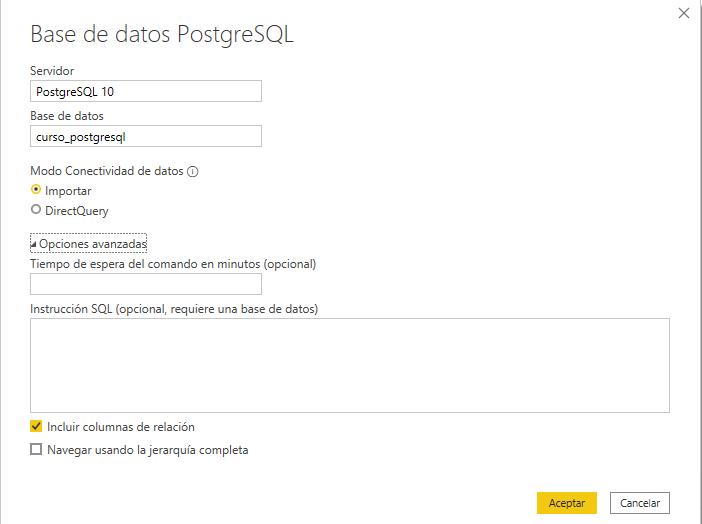 Base de datos PostgreSQL
Servidor
PostgreSQL 10
Base de datos
curso_postgresql
Modo Conectividad de datos
Importar
DirectQuery
Opciones avanzadas
Tiempo de espera del comando en minutos (opcional)
Instrucción SQL (opcional, requiere una base de datos)
Incluir columnas de relación
Navegar usando la jerarquía completa
Aceptar Cancelar